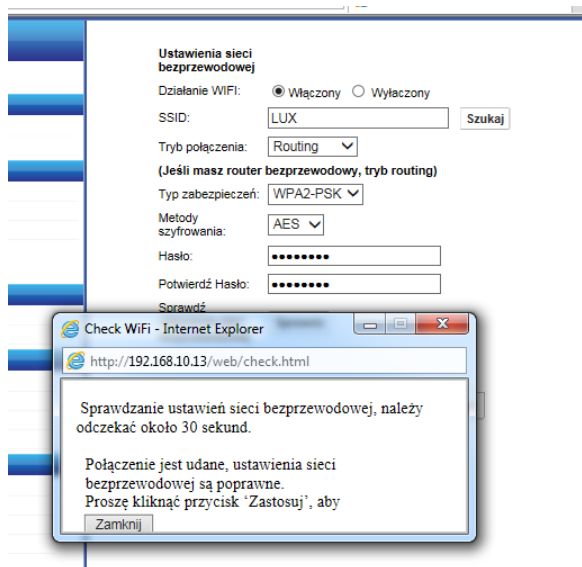 Ustawienia sieci
bezprzewodowej
Działanie WIFI: Włączony Wyłaczony
SSID: LUX Szukaj
Tryb połączenia: Routing
(Jeśli masz router bezprzewodowy, tryb routing)
Typ zabezpieczeń: WPA2-PSK
Metody
szyfrowania: AES
Hasło: ••••••••
Potwierdź Hasło: ••••••••
Sprawdź
Check WiFi - Internet Explorer
http://192.168.10.13/web/check.html
Sprawdzanie ustawień sieci bezprzewodowej, należy
odczekać około 30 sekund.
Połączenie jest udane, ustawienia sieci
bezprzewodowej są poprawne.
Proszę kliknąć przycisk ‘Zastosuj’, aby
Zamknij